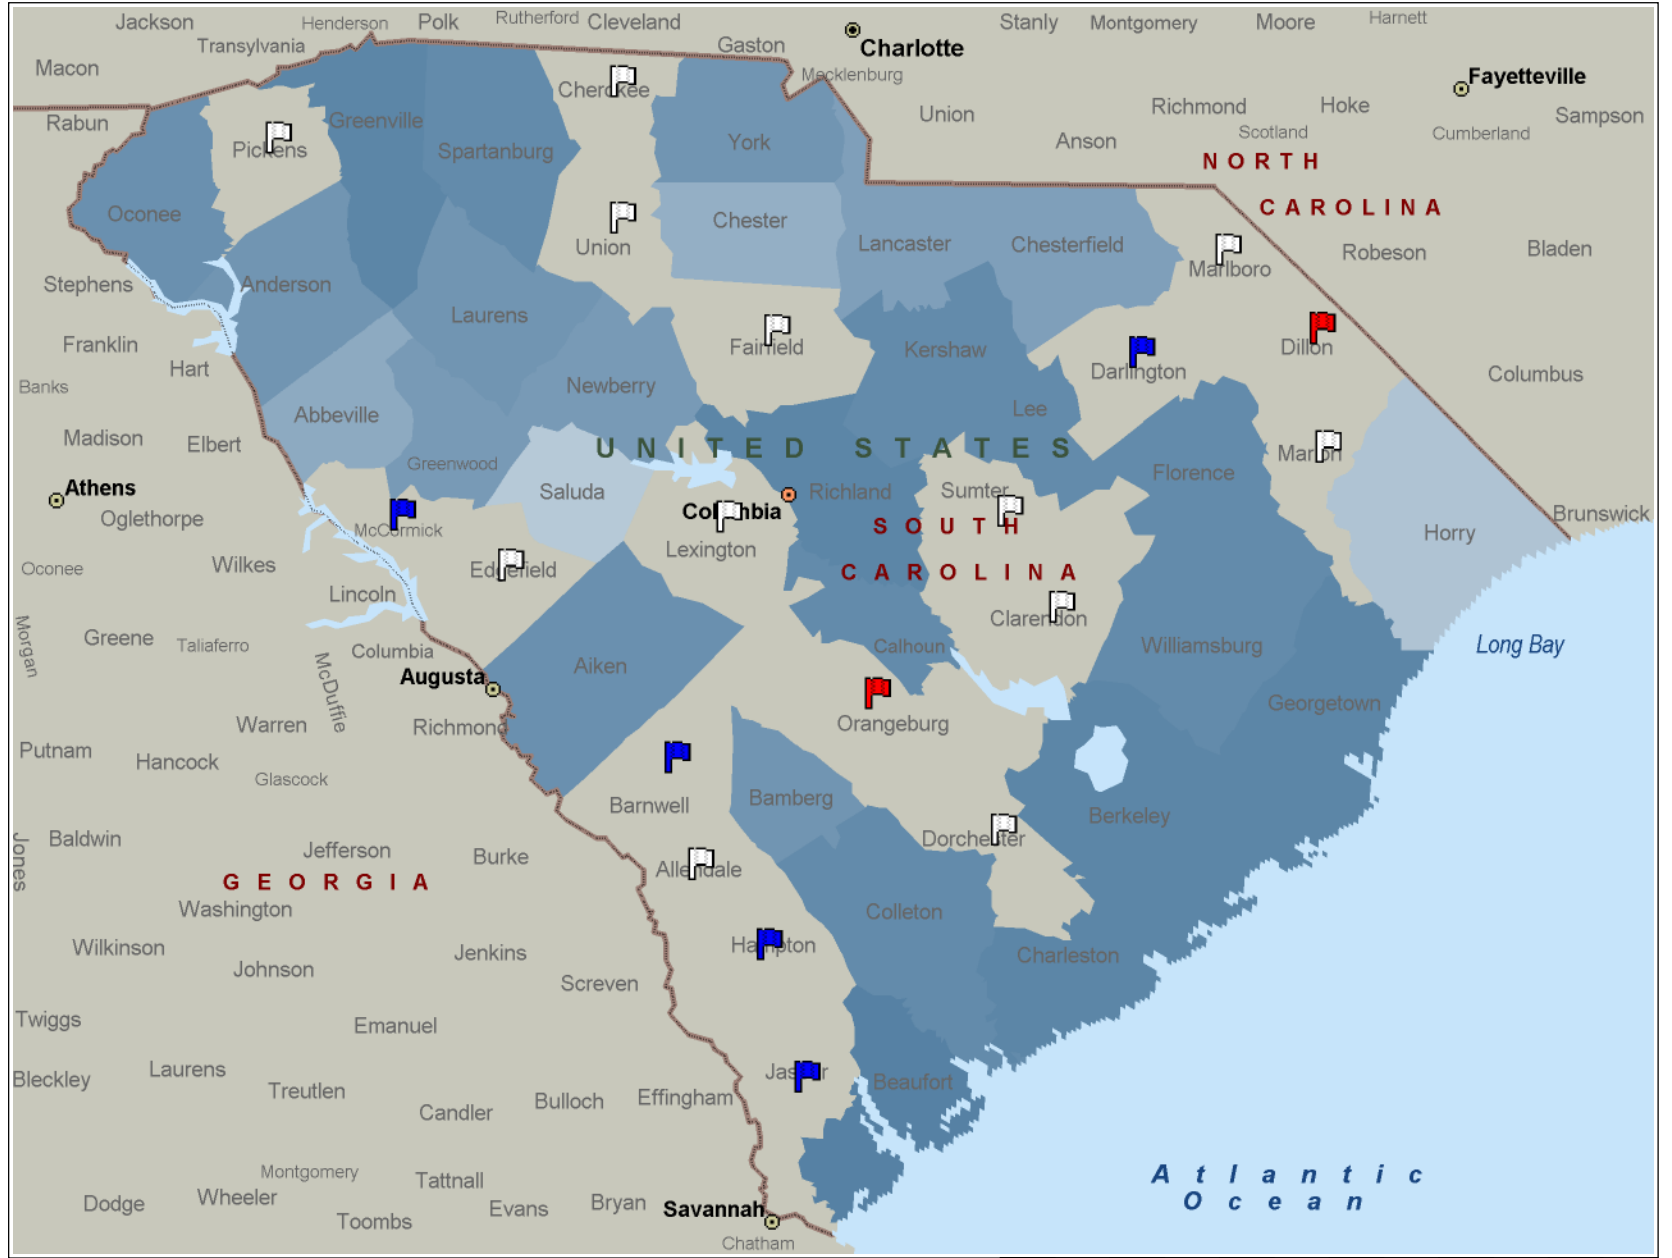 Jackson
Henderson
Polk
Rutherford
Cleveland
Stanly
Montgomery
Moore
Harnett
Transylvania
Gaston
Charlotte
Macon
Mecklenburg
Fayetteville
Cherokee
Union
Richmond
Hoke
Sampson
Rabun
Greenville
Scotland
Cumberland
Pickens
Spartanburg
York
Anson
NORTH
CAROLINA
Oconee
Chester
Union
Lancaster
Chesterfield
Marlboro
Robeson
Bladen
Stephens
Anderson
Laurens
Franklin
Fairfield
Kershaw
Dillon
Hart
Darlington
Columbus
Banks
Newberry
Abbeville
Lee
Madison
Elbert
UNITED STATES
Marion
Greenwood
Florence
Athens
Saluda
Richland
Sumter
Columbia
Oglethorpe
McCormick
SOUTH
Brunswick
Lexington
Horry
Oconee
Wilkes
Edgefield
CAROLINA
Lincoln
Clarendon
Morgan
Greene
Taliaferro
Columbia
Calhoun
Williamsburg
Long Bay
McDuffie
Augusta
Aiken
Georgetown
Warren
Richmond
Orangeburg
Putnam
Hancock
Glascock
Barnwell
Bamberg
Berkeley
Jones
Baldwin
Jefferson
Burke
Dorchester
Allendale
GEORGIA
Washington
Colleton
Wilkinson
Jenkins
Hampton
Charleston
Johnson
Screven
Twiggs
Emanuel
Bleckley
Laurens
Jasper
Beaufort
Treutlen
Candler
Bulloch
Effingham
Montgomery
Tattnall
Atlantic
Ocean
Dodge
Wheeler
Toombs
Evans
Bryan
Savannah
Chatham